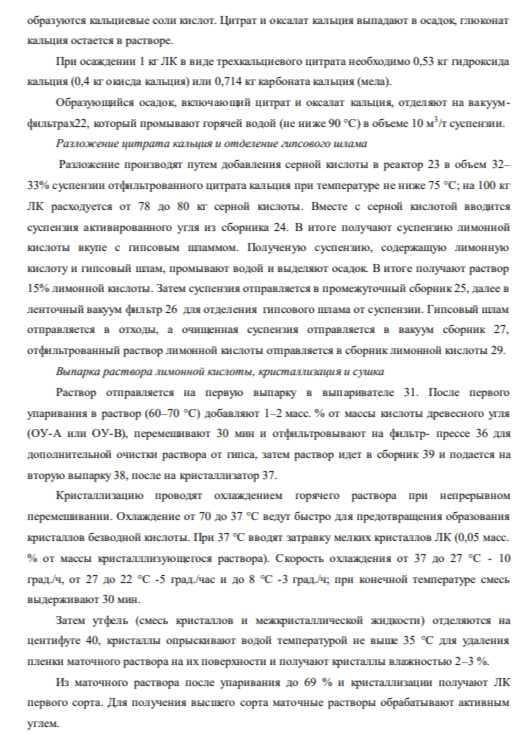 образуются кальциевые соли кислот. Цитрат и оксалат кальция выпадают в осадок, глюконат
кальция остается в растворе.
При осаждении 1 кг ЛК в виде трехкальциевого цитрата необходимо 0,53 кг гидроксида
кальция (0,4 кг окисда кальция) или 0,714 кг карбоната кальция (мела).
Образующийся осадок, включающий цитрат и оксалат кальция, отделяют на вакуум-
фильтрах22, который промывают горячей водой (не ниже 90 °С) в объеме 10 м³/т суспензии.
Разложение цитрата кальция и отделение гипсового шлама
Разложение производят путем добавления серной кислоты в реактор 23 в объем 32–
33% суспензии отфильтрованного цитрата кальция при температуре не ниже 75 °С; на 100 кг
ЛК расходуется от 78 до 80 кг серной кислоты. Вместе с серной кислотой вводится
суспензия активированного угля из сборника 24. В итоге получают суспензию лимонной
кислоты вкупе с гипсовым шламмом. Полученую суспензию, содержащую лимонную
кислоту и гипсовый шлам, промывают водой и выделяют осадок. В итоге получают раствор
15% лимонной кислоты. Затем суспензия отправляется в промежуточный сборник 25, далее в
ленточный вакуум фильтр 26 для отделения гипсового шлама от суспензии. Гипсовый шлам
отправляется в отходы, а очищенная суспензия отправляется в вакуум сборник 27,
отфильтрованный раствор лимонной кислоты отправляется в сборник лимонной кислоты 29.
Выпарка раствора лимонной кислоты, кристаллизация и сушка
Раствор отправляется на первую выпарку в выпаривателе 31. После первого
упаривания в раствор (60–70 °С) добавляют 1–2 масс. % от массы кислоты древесного угля
(ОУ-А или ОУ-В), перемешивают 30 мин и отфильтровывают на фильтр- прессе 36 для
дополнительной очистки раствора от гипса, затем раствор идет в сборник 39 и подается на
вторую выпарку 38, после на кристаллизатор 37.
Кристаллизацию проводят охлаждением горячего раствора при непрерывном
перемешивании. Охлаждение от 70 до 37 °С ведут быстро для предотвращения образования
кристаллов безводной кислоты. При 37 °С вводят затравку мелких кристаллов ЛК (0,05 масс.
% от массы кристалллизующегося раствора). Скорость охлаждения от 37 до 27 °С - 10
град./ч, от 27 до 22 °С -5 град./час и до 8 °С -3 град./ч; при конечной температуре смесь
выдерживают 30 мин.
Затем утфель (смесь кристаллов и межкристаллической жидкости) отделяются на
центифуге 40, кристаллы опрыскивают водой температурой не выше 35 °С для удаления
пленки маточного раствора на их поверхности и получают кристаллы влажностью 2–3 %.
Из маточного раствора после упаривания до 69 % и кристаллизации получают ЛК
первого сорта. Для получения высшего сорта маточные растворы обрабатывают активным
углем.